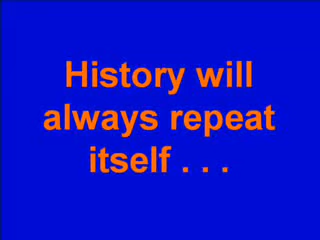 History will
always repeat
itself . . .